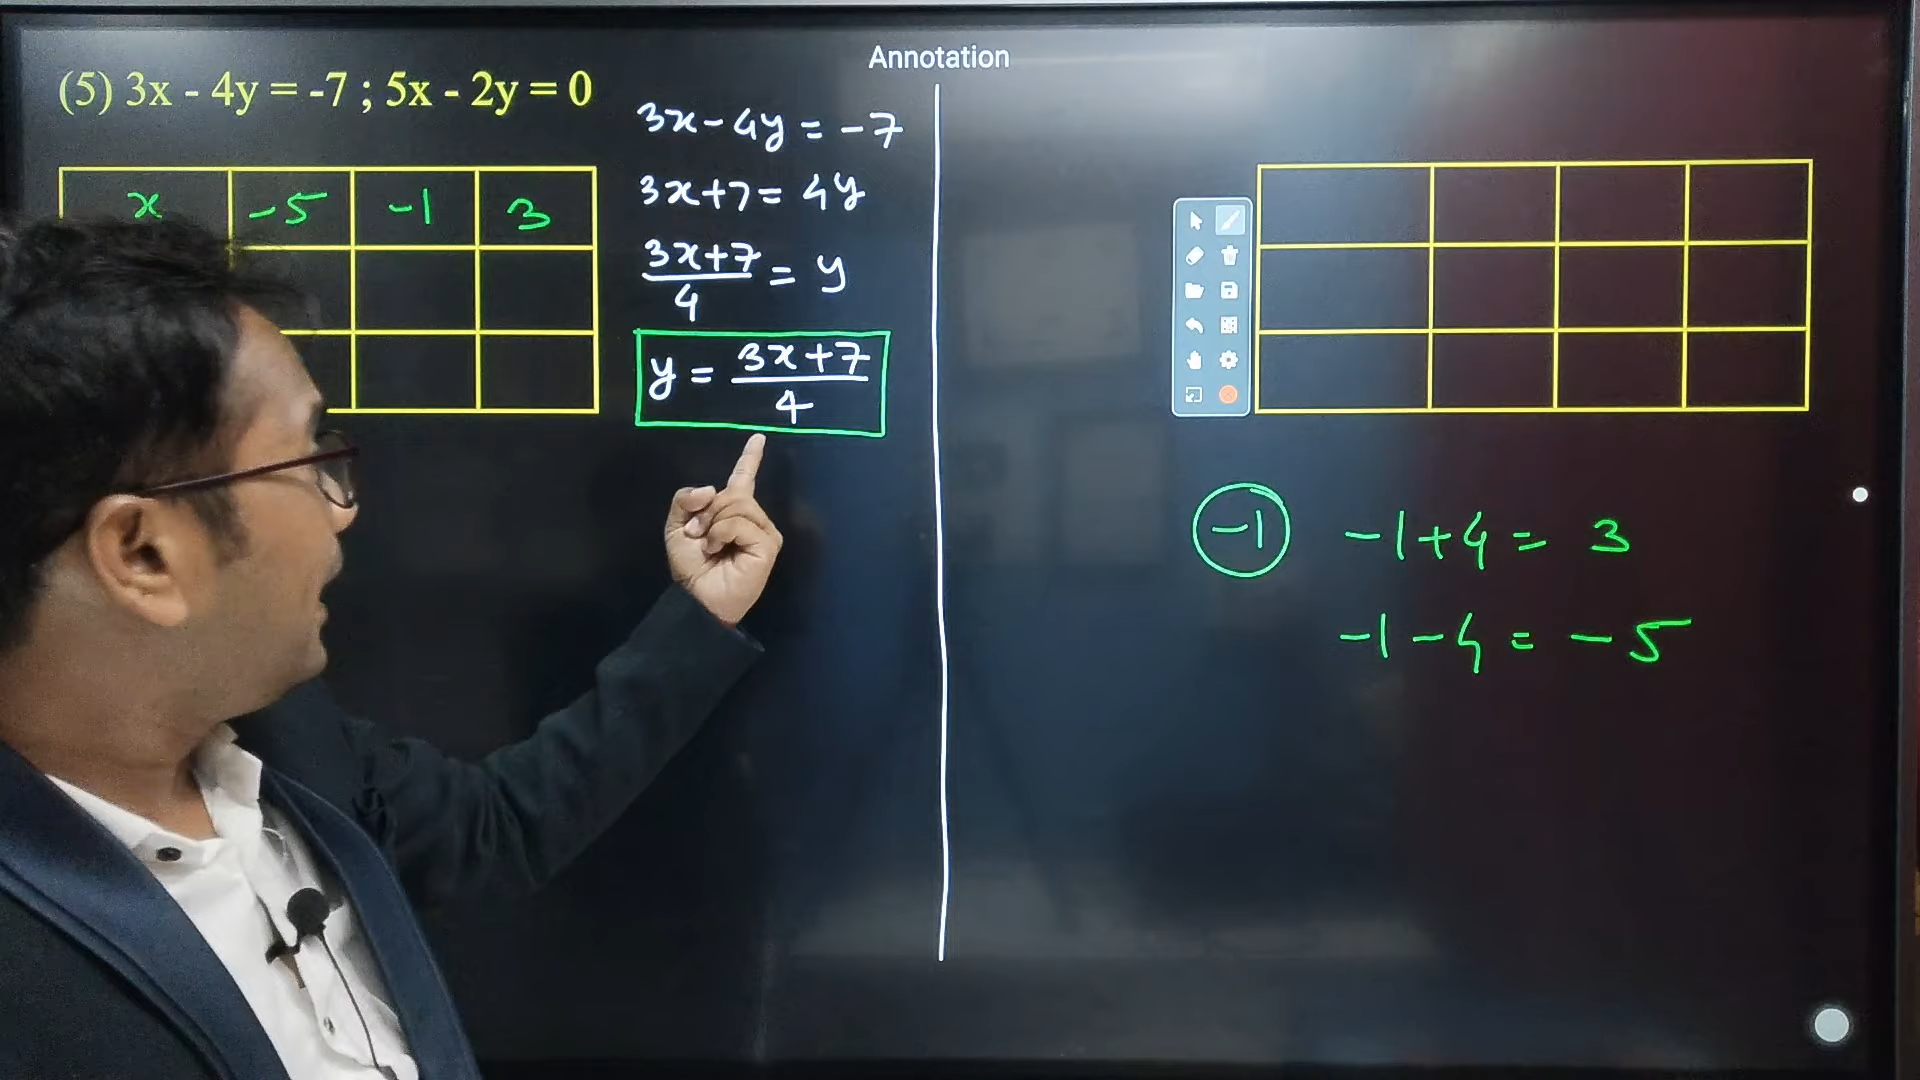 Annotation
(5) 3x - 4y = -7 ; 5x - 2y = 0
x -5 -1 3
3x - 4y = -7
3x + 7 = 4y
3x+7/4 = y
y = 3x+7/4
-1 -1+4 = 3
-1-4 = -5